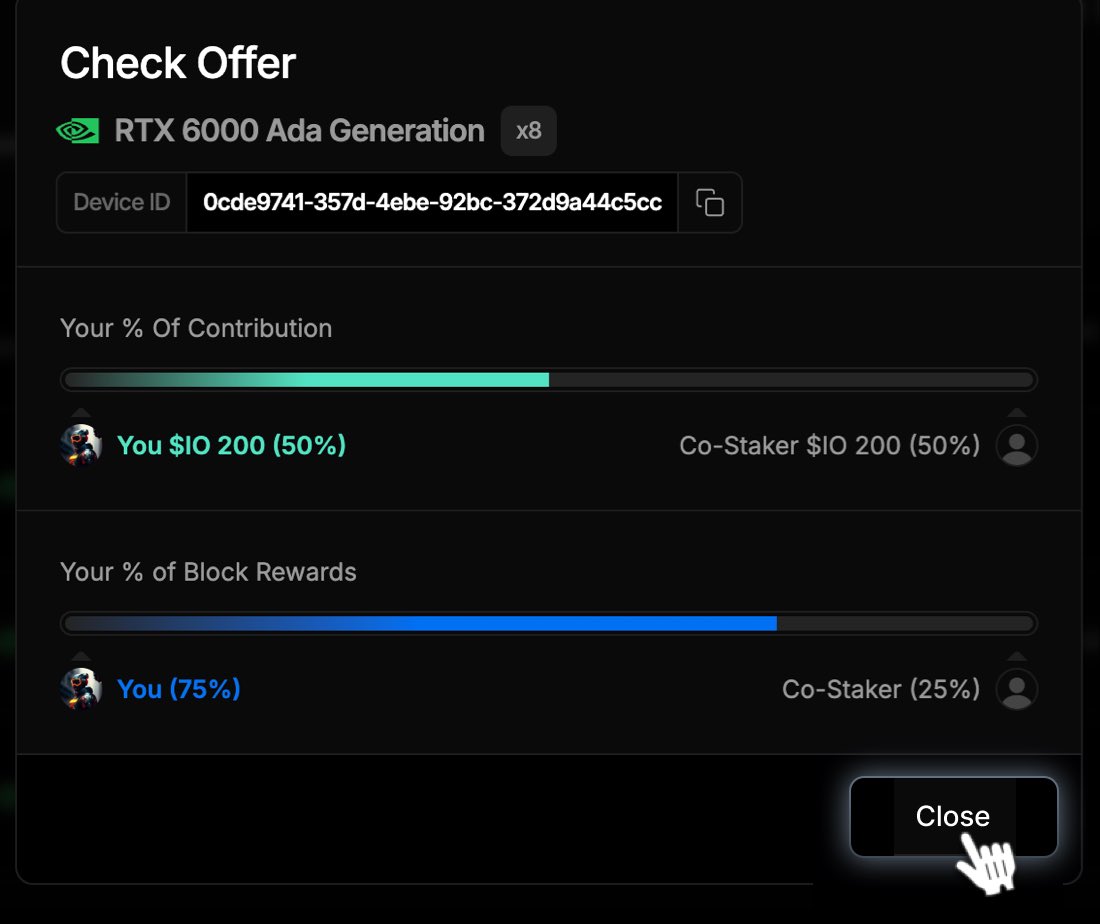 Check Offer
RTX 6000 Ada Generation x8
Device ID 0cde9741-357d-4ebe-92bc-372d9a44c5cc
Your % Of Contribution
You $IO 200 (50%) Co-Staker $IO 200 (50%)
Your % of Block Rewards
You (75%) Co-Staker (25%)
Close